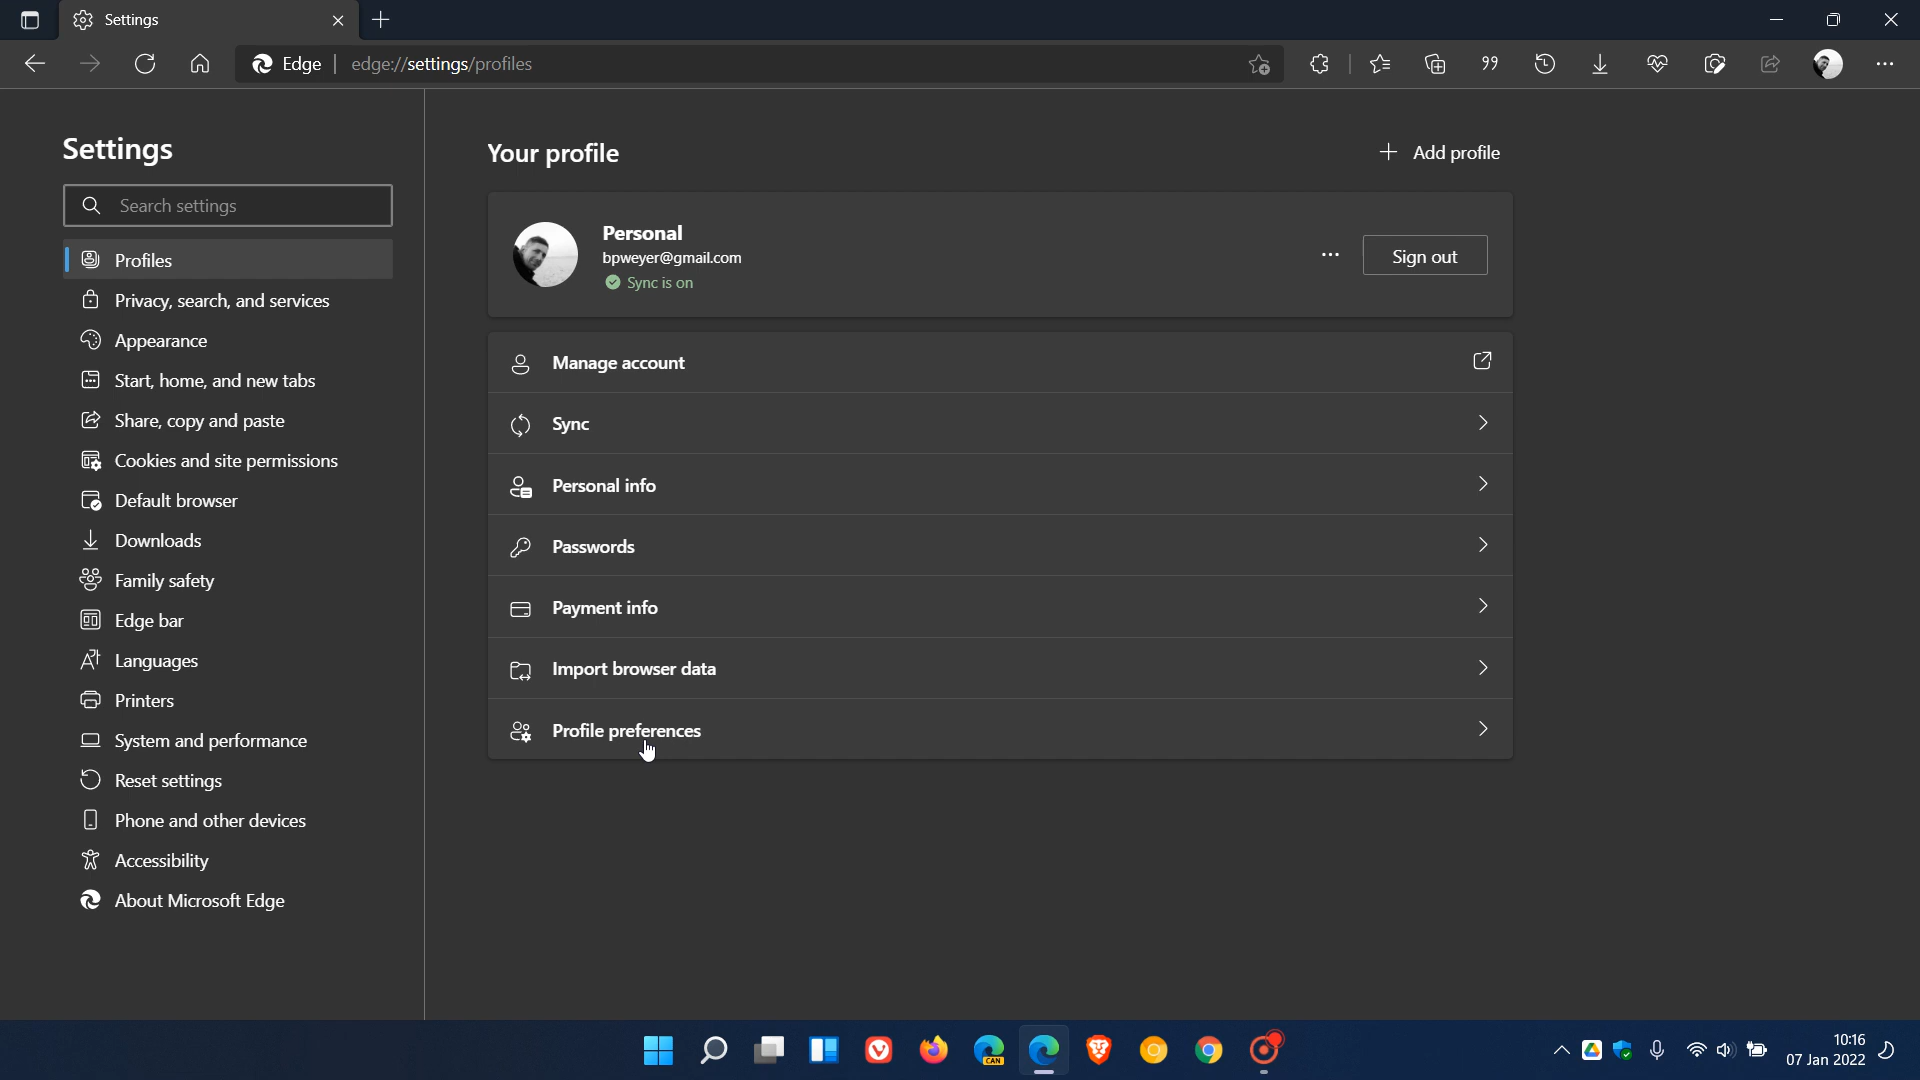 Settings
Edge
edge://settings/profiles
Settings
Search settings
Profiles
Privacy, search, and services
Appearance
Start, home, and new tabs
Share, copy and paste
Cookies and site permissions
Default browser
Downloads
Family safety
Edge bar
Languages
Printers
System and performance
Reset settings
Phone and other devices
Accessibility
About Microsoft Edge
Your profile
Add profile
Personal
bpweyer@gmail.com
Sync is on
Sign out
Manage account
Sync
Personal info
Passwords
Payment info
Import browser data
Profile preferences
CAN
10:16
07 Jan 2022